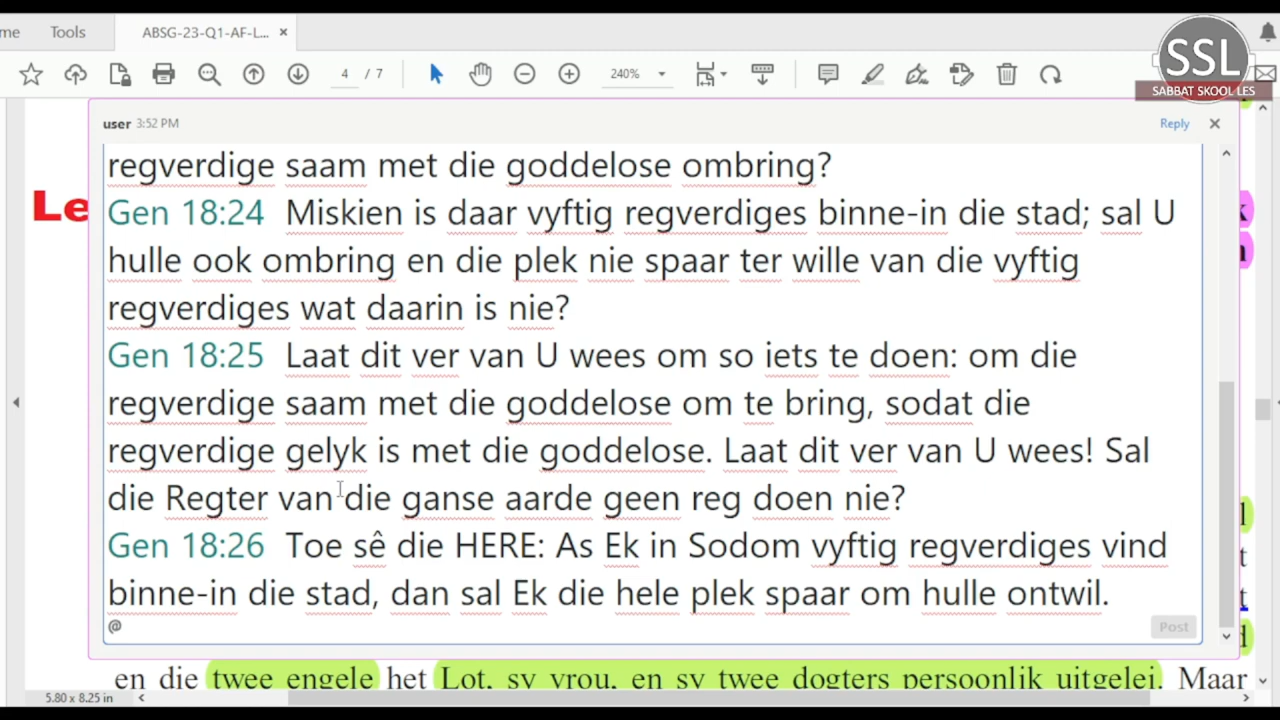 me Tools ABSG-23-Q1-AF-L... ×
4 / 7 240%
SSL
SABBAT SKOOL LES
user 3:52 PM Reply
regverdige saam met die goddelose ombring?
Le
Gen 18:24 Miskien is daar vyftig regverdiges binne-in die stad; sal U
hulle ook ombring en die plek nie spaar ter wille van die vyftig
regverdiges wat daarin is nie?
Gen 18:25 Laat dit ver van U wees om so iets te doen: om die
regverdige saam met die goddelose om te bring, sodat die
regverdige gelyk is met die goddelose. Laat dit ver van U wees! Sal
die Regter van die ganse aarde geen reg doen nie?
Gen 18:26 Toe sê die HERE: As Ek in Sodom vyftig regverdiges vind
binne-in die stad, dan sal Ek die hele plek spaar om hulle ontwil.
@ Post
en die twee engele het Lot, sy vrou, en sy twee dogters persoonlik uitgelei. Maar
5.80 x 8.25 in